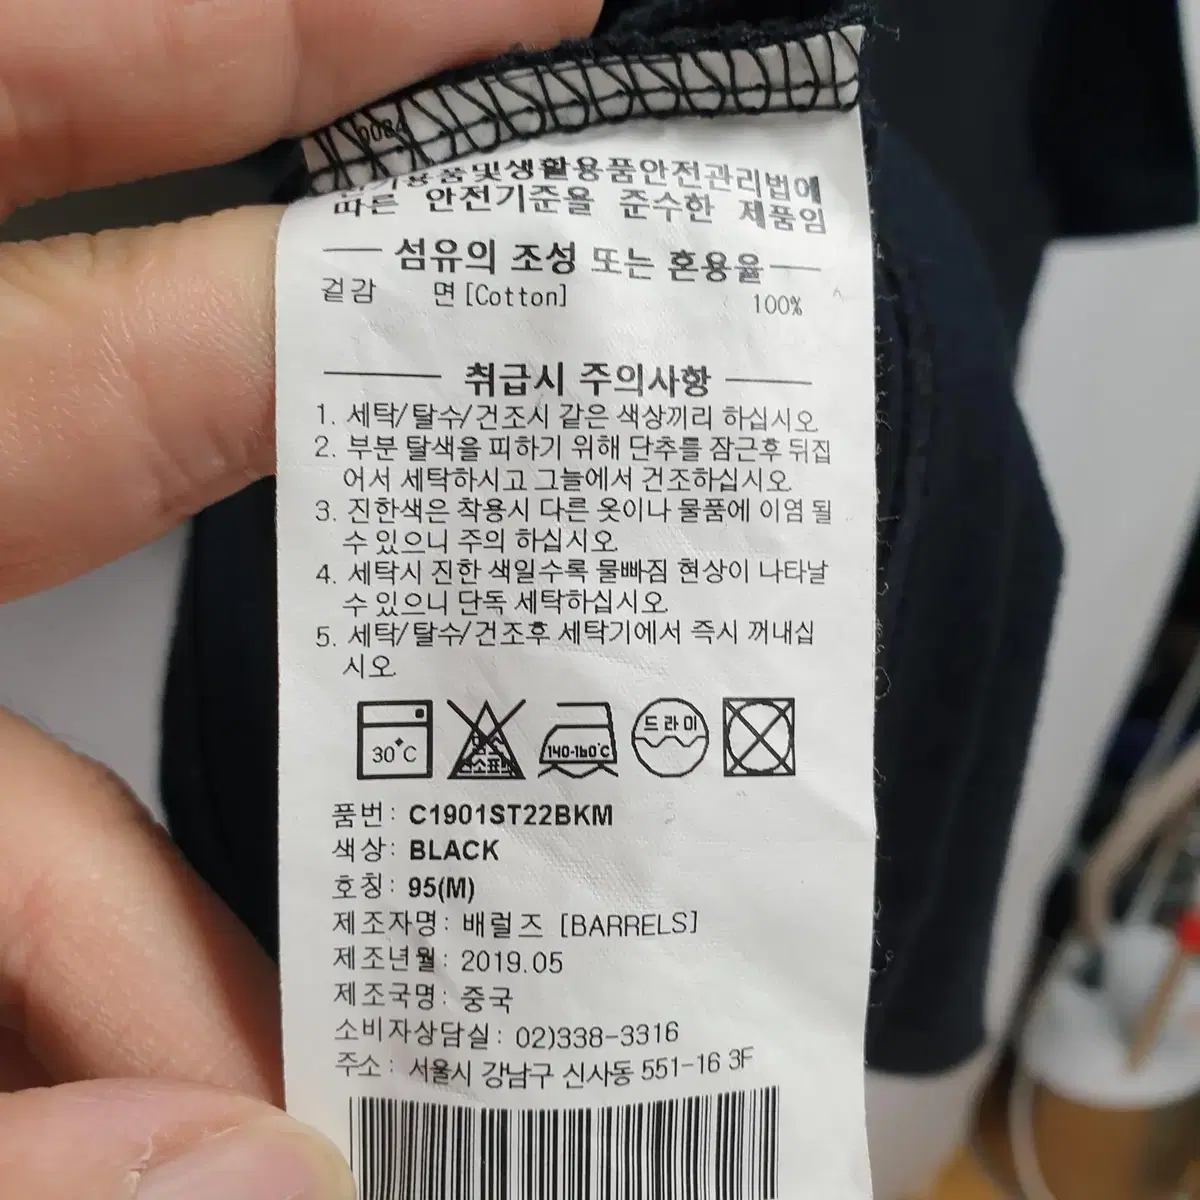 0084
전기용품및생활용품안전관리법에
따른 안전기준을 준수한 제품임
섬유의 조성 또는 혼용율
겉감 면[Cotton] 100%
취급시 주의사항
1. 세탁/탈수/건조시 같은 색상끼리 하십시오.
2. 부분 탈색을 피하기 위해 단추를 잠근후 뒤집
어서 세탁하시고 그늘에서 건조하십시오.
3. 진한색은 착용시 다른 옷이나 물품에 이염 될
수 있으니 주의 하십시오.
4. 세탁시 진한 색일수록 물빠짐 현상이 나타날
수 있으니 단독 세탁하십시오.
5. 세탁/탈수/건조후 세탁기에서 즉시 꺼내십
시오.
30°C 140-160°C 드라이
품번: C1901ST22BKM
색상: BLACK
호칭: 95(M)
제조자명: 배럴즈 [BARRELS]
제조년월: 2019.05
제조국명: 중국
소비자상담실: 02)338-3316
주소: 서울시 강남구 신사동 551-16 3F